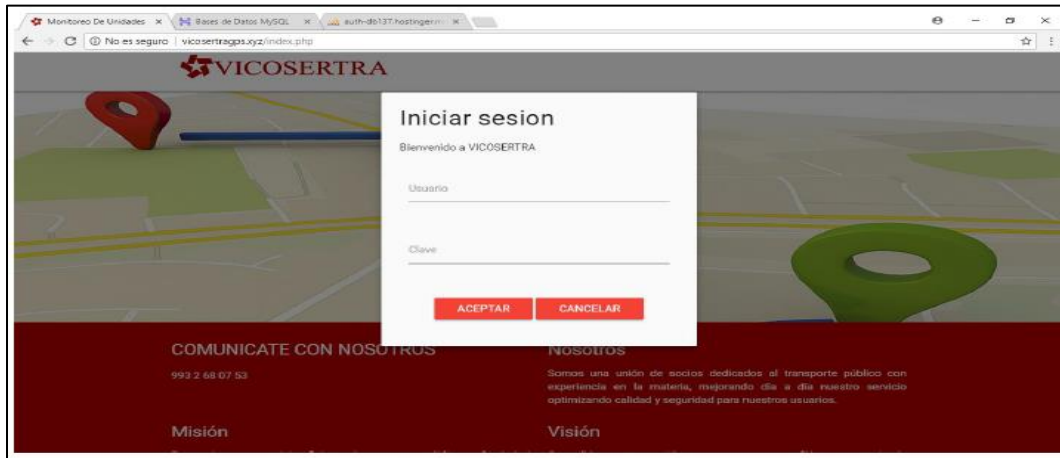 Monitoreo De Unidades
Bases de Datos MySQL
auth-db137.hostinger
No es seguro
vicosertragps.xyz/index.php
VICOSERTRA
Iniciar sesion
Bienvenido a VICOSERTRA
Usuario
Clave
ACEPTAR
CANCELAR
COMUNICATE CON NOSOTROS
993 2 68 07 53
Nosotros
Somos una unión de socios dedicados al transporte público con
experiencia en la materia, mejorando día a día nuestro servicio
optimizando calidad y seguridad para nuestros usuarios.
Misión
Visión